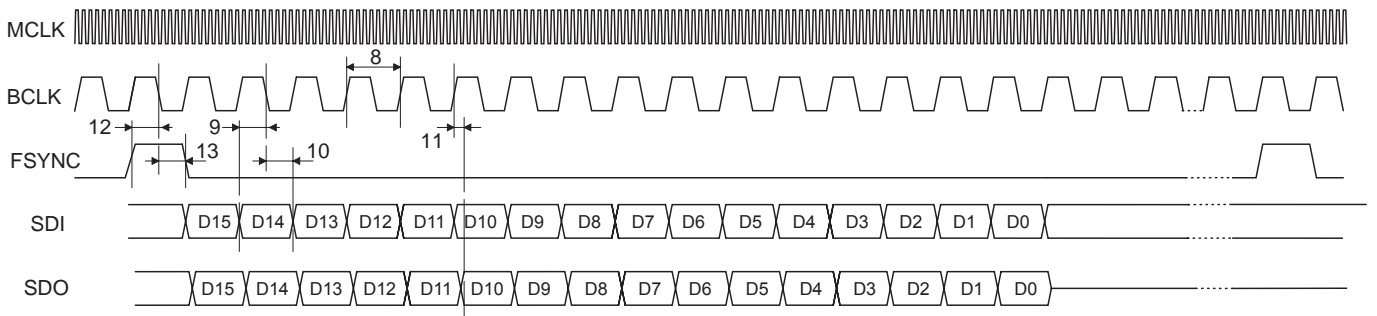 MCLK
8
BCLK
12 9 11
13 10
FSYNC
SDI D15 D14 D13 D12 D11 D10 D9 D8 D7 D6 D5 D4 D3 D2 D1 D0
SDO D15 D14 D13 D12 D11 D10 D9 D8 D7 D6 D5 D4 D3 D2 D1 D0